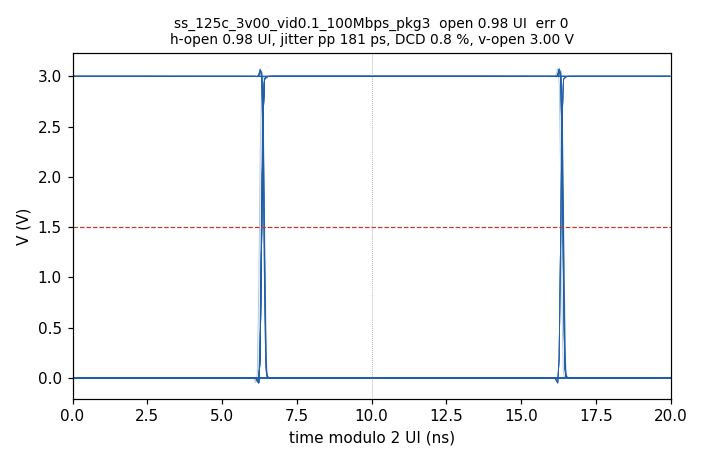 ss_125c_3v00_vid0.1_100Mbps_pkg3  open 0.98 UI  err 0
h-open 0.98 UI, jitter pp 181 ps, DCD 0.8 %, v-open 3.00 V
3.0
2.5
2.0
1.5
1.0
0.5
0.0
V (V)
0.0 2.5 5.0 7.5 10.0 12.5 15.0 17.5 20.0
time modulo 2 UI (ns)